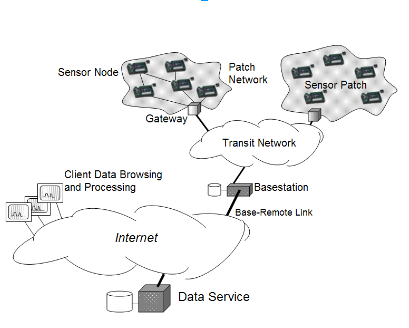 Sensor Node
Patch
Network
Sensor Patch
Gateway
Transit Network
Client Data Browsing
and Processing
Basestation
Base-Remote Link
Internet
Data Service